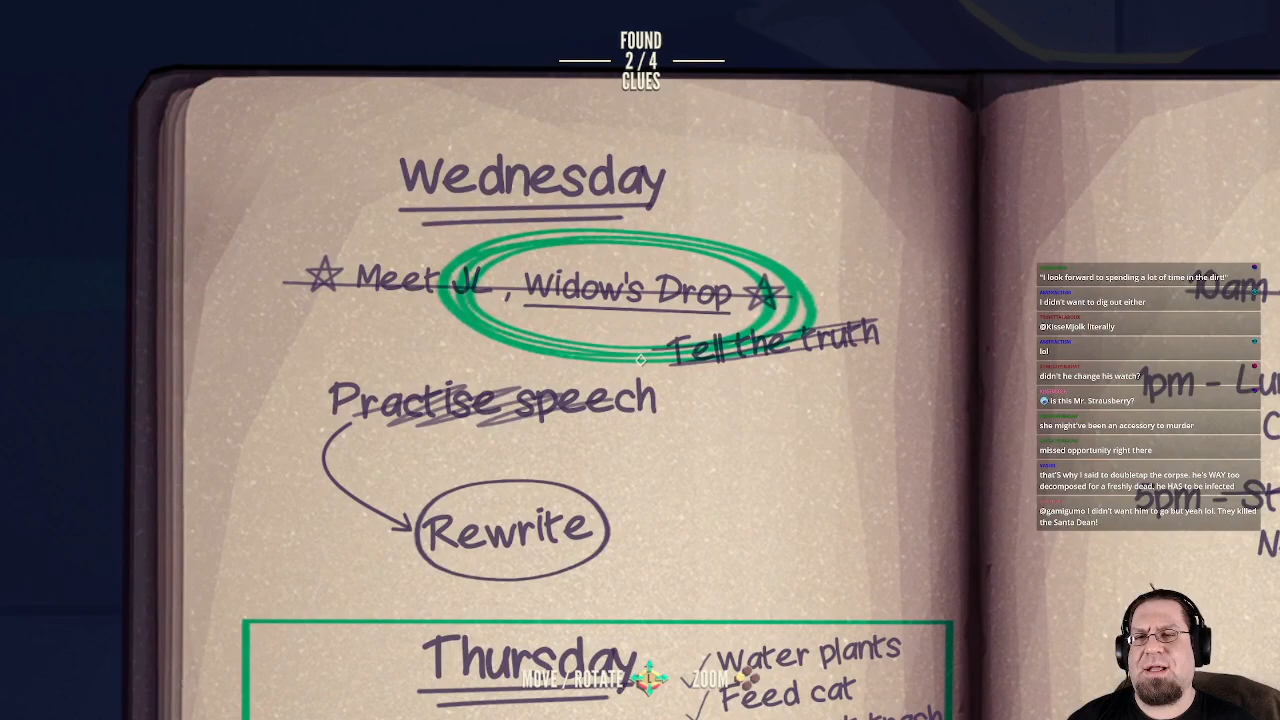 FOUND
2/4
CLUES
Wednesday
☆ Meet JL, Widow's Drop ☆
Tell the truth
Practise speech
Rewrite
Thursday
Water plants
Feed cat
MOVE / ROTATE L ZOOM
10am
1pm - Lu
5pm - St
"I look forward to spending a lot of time in the dirt!"
I didn't want to dig out either
@KisseMjolk literally
lol
didn't he change his watch?
is this Mr. Strausberry?
she might've been an accessory to murder
missed opportunity right there
that'S why I said to doubletap the corpse. he's WAY too
decomposed for a freshly dead, he HAS to be infected
@gamigumo I didn't want him to go but yeah lol. They killed
the Santa Dean!